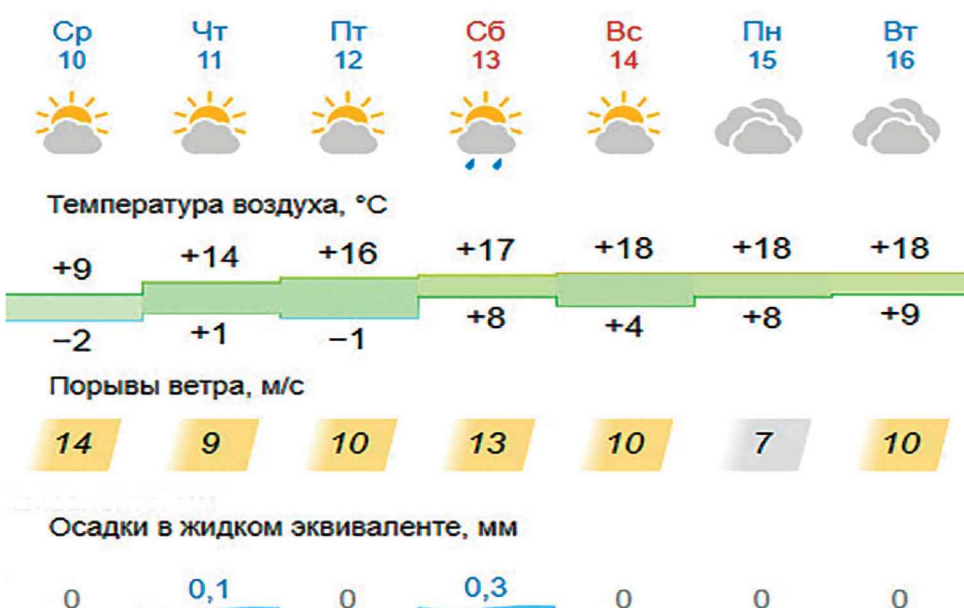 Ср Чт Пт Сб Вс Пн Вт
10 11 12 13 14 15 16
Температура воздуха, °C
+9 +14 +16 +17 +18 +18 +18
−2 +1 −1 +8 +4 +8 +9
Порывы ветра, м/с
14 9 10 13 10 7 10
Осадки в жидком эквиваленте, мм
0 0,1 0 0,3 0 0 0